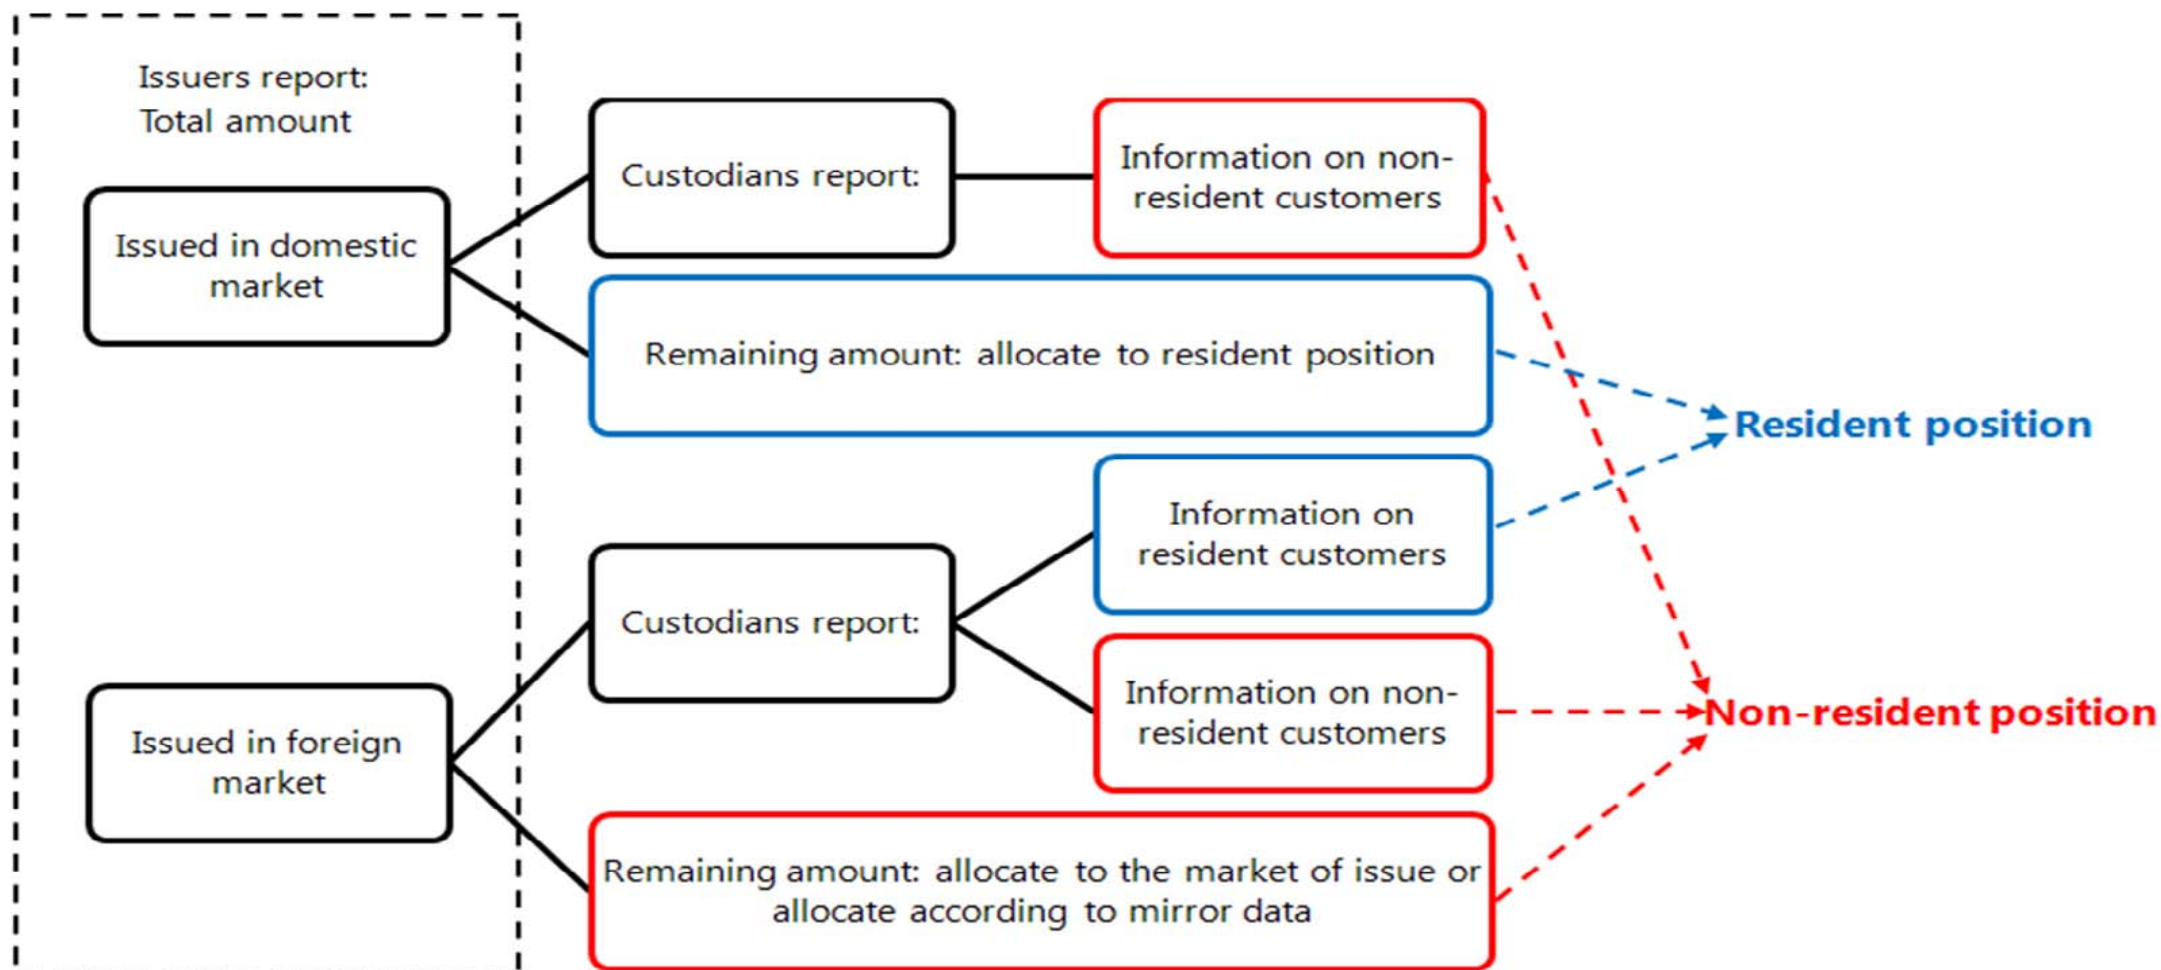 Issuers report:
Total amount
Issued in domestic
market
Custodians report:
Information on non-
resident customers
Remaining amount: allocate to resident position
Resident position
Information on
resident customers
Custodians report:
Information on non-
resident customers
Non-resident position
Issued in foreign
market
Remaining amount: allocate to the market of issue or
allocate according to mirror data